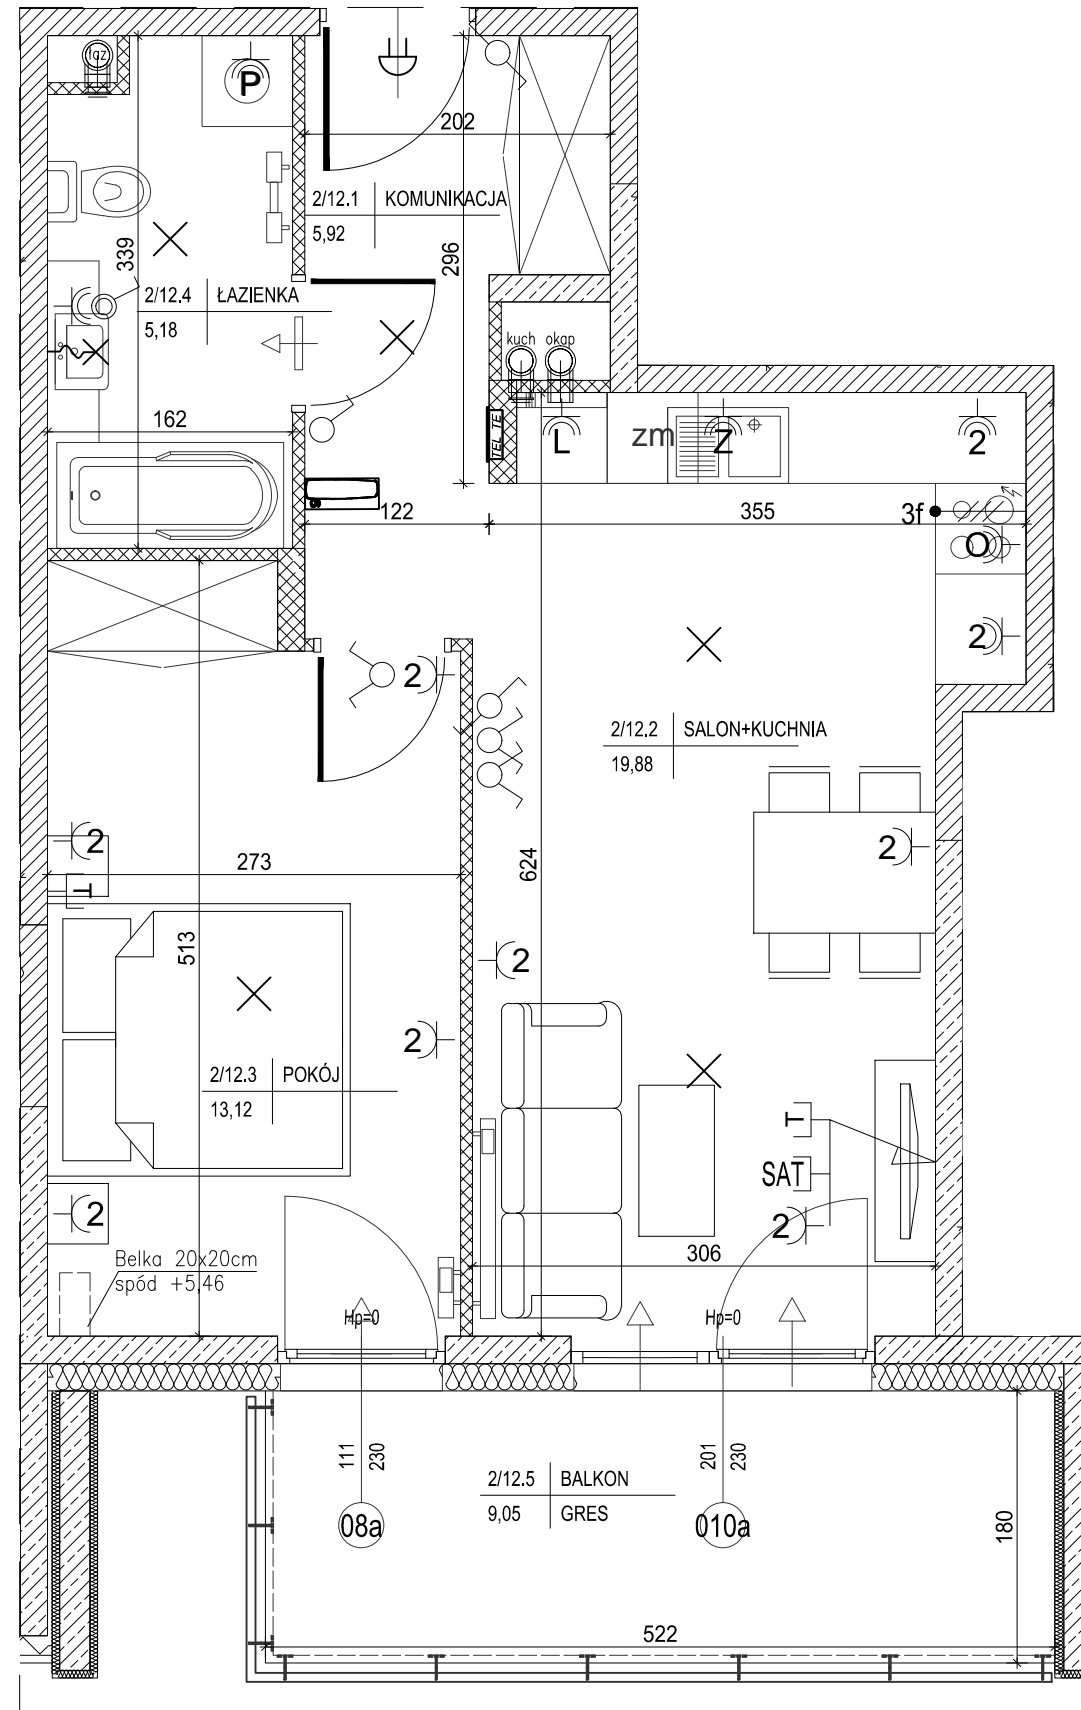 łaz
P
202
2/12.1 KOMUNIKACJA
5,92
339
296
2/12.4 ŁAZIENKA
5,18
kuch okap
162
TEL TE
L
zm
Z
2
122
355
3f
O
2
2
2/12.2 SALON+KUCHNIA
19,88
2
2
273
624
T
513
2
2
2/12.3 POKÓJ
13,12
T
SAT
2
2
306
Belka 20x20cm
spód +5,46
Hp=0
Hp=0
111
230
201
230
2/12.5 BALKON
9,05 GRES
08a
010a
180
522